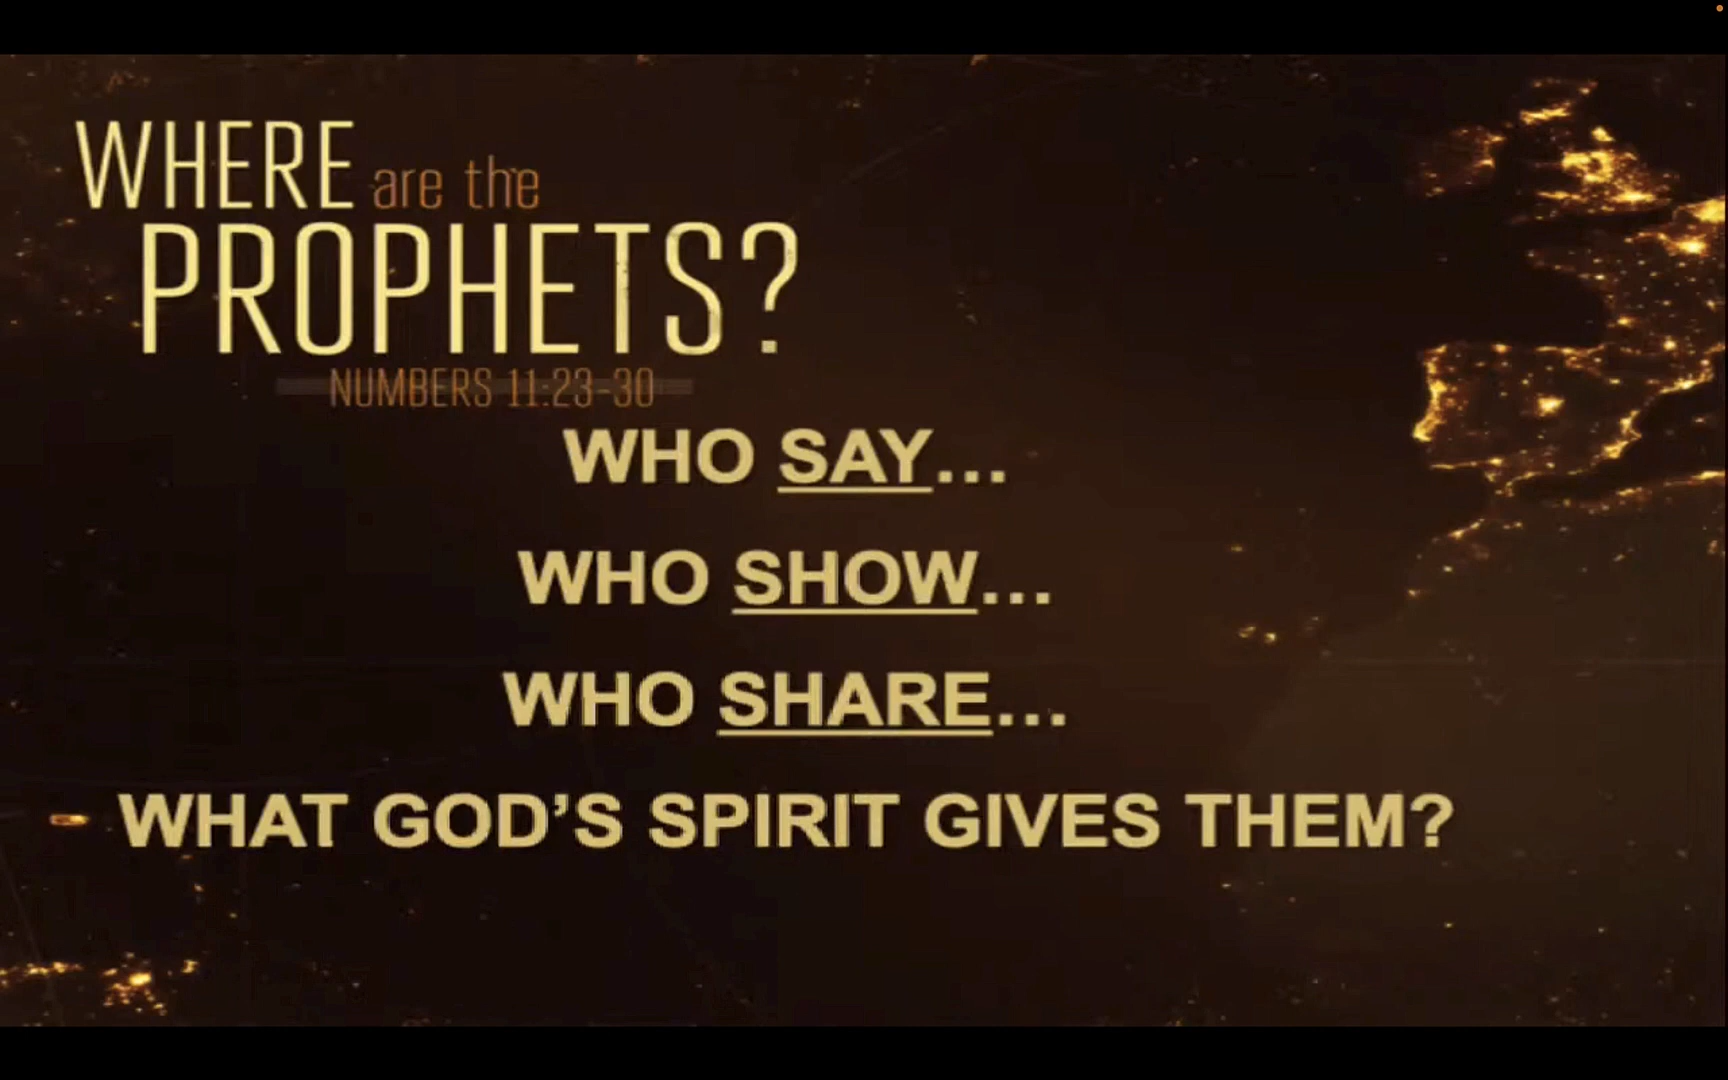 WHERE are the
PROPHETS?
NUMBERS 11:23-30
WHO SAY...
WHO SHOW...
WHO SHARE...
WHAT GOD'S SPIRIT GIVES THEM?